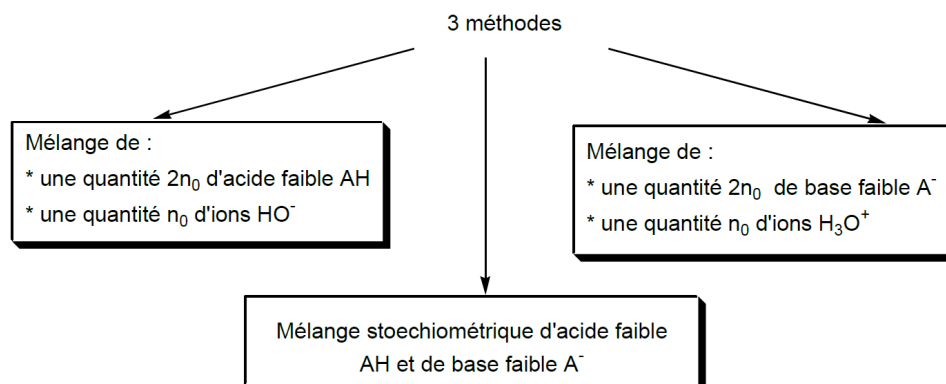 3 méthodes
Mélange de :
* une quantité 2n₀ d'acide faible AH
* une quantité n₀ d'ions HO⁻
Mélange de :
* une quantité 2n₀ de base faible A⁻
* une quantité n₀ d'ions H₃O⁺
Mélange stoechiométrique d'acide faible
AH et de base faible A⁻